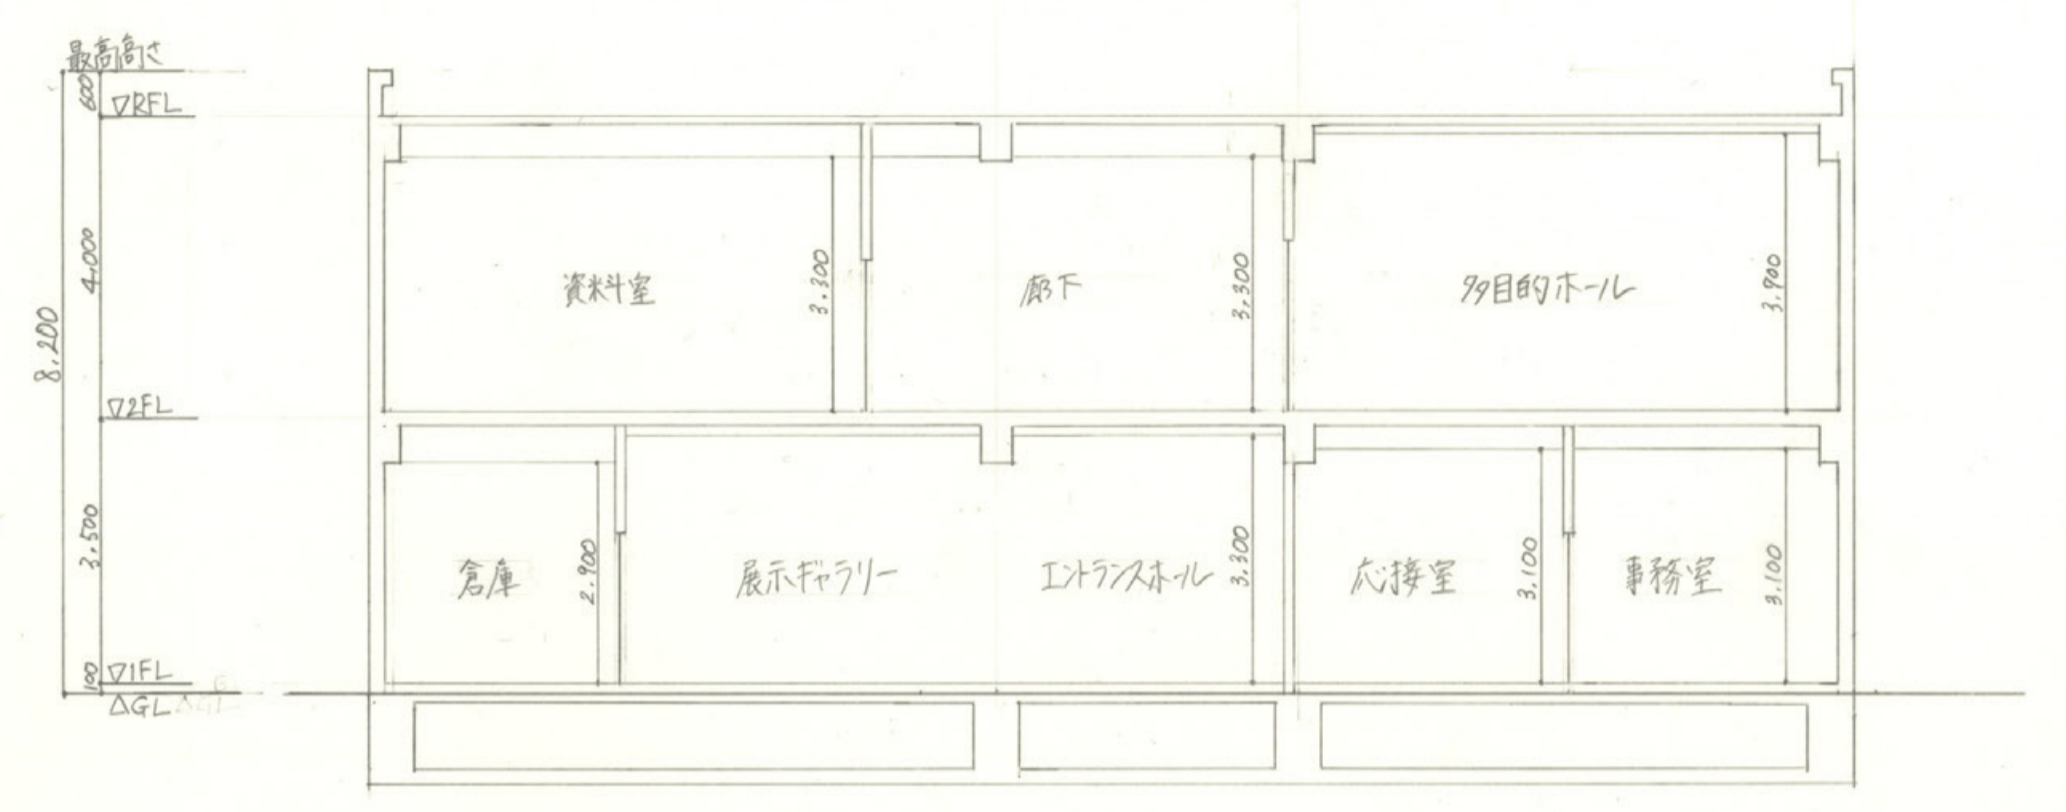 最高高さ
600
▽RFL
4,000
8.200
▽2FL
3.500
▽1FL
100
△GL
資料室
3.300
廊下
3.300
多目的ホール
3.900
倉庫
2.900
展示ギャラリー
エントランスホール
3.300
応接室
3.100
事務室
3.100